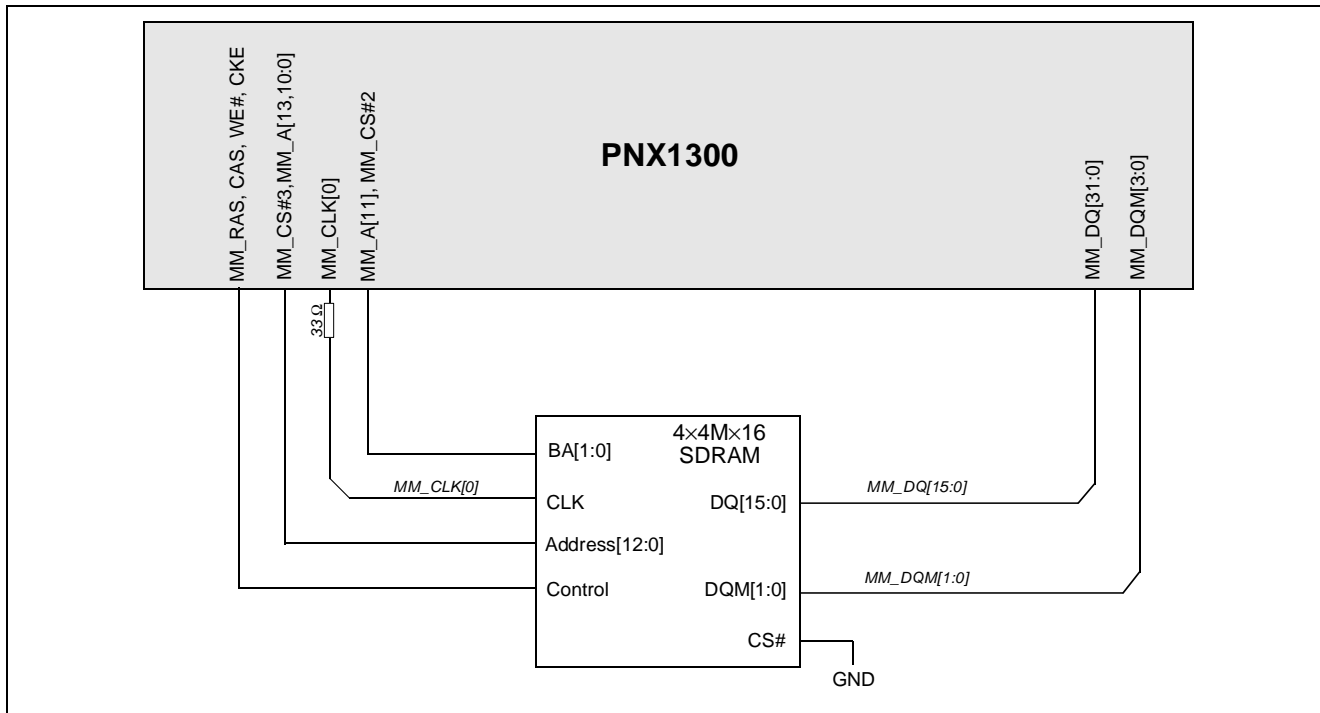 MM_RAS, CAS, WE#, CKE
MM_CS#3,MM_A[13,10:0]
MM_CLK[0]
MM_A[11], MM_CS#2
PNX1300
MM_DQ[31:0]
MM_DQM[3:0]
33 Ω
4×4M×16
SDRAM
BA[1:0]
MM_CLK[0]
CLK
DQ[15:0]
MM_DQ[15:0]
Address[12:0]
Control
DQM[1:0]
MM_DQM[1:0]
CS#
GND